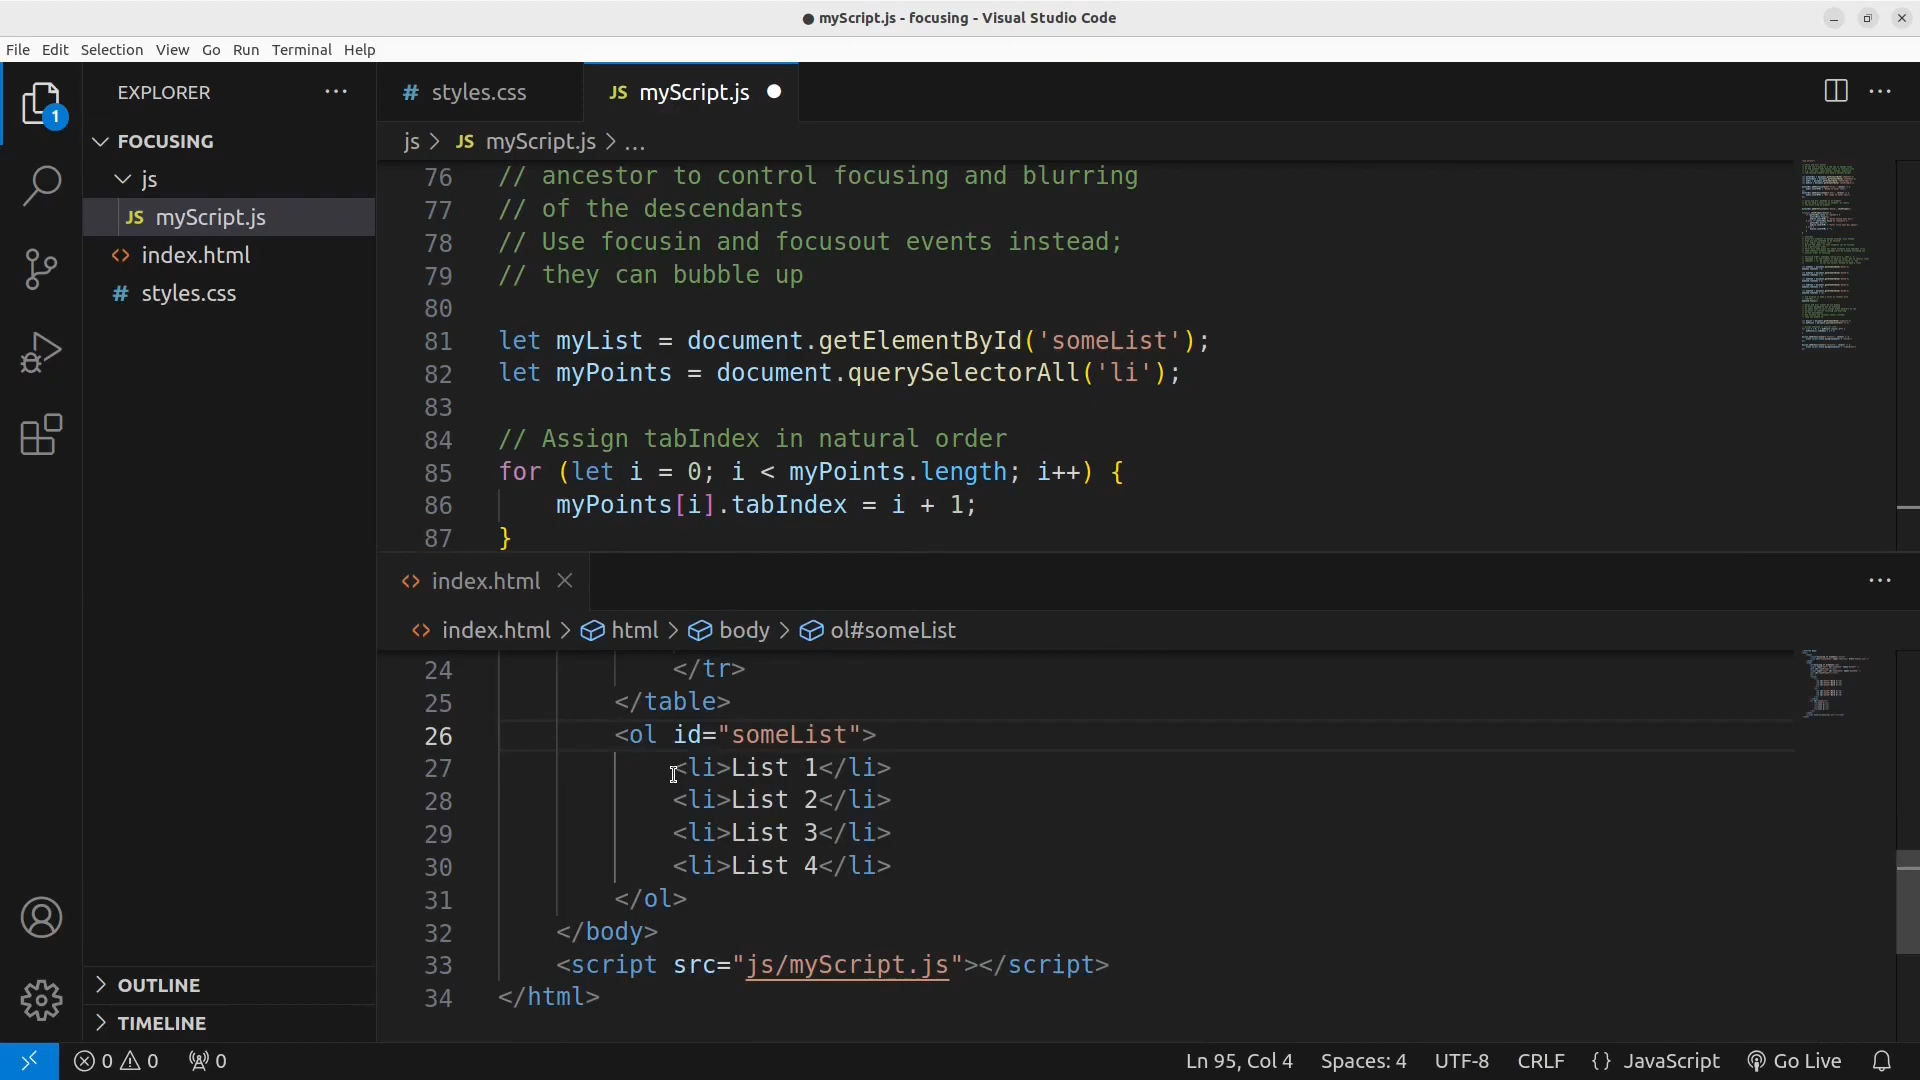 ● myScript.js - focusing - Visual Studio Code
File Edit Selection View Go Run Terminal Help
1
EXPLORER ...
FOCUSING
js
JS myScript.js
<> index.html
# styles.css
OUTLINE
TIMELINE
# styles.css
JS myScript.js ●
...
js > JS myScript.js > ...
76 // ancestor to control focusing and blurring
77 // of the descendants
78 // Use focusin and focusout events instead;
79 // they can bubble up
80
81 let myList = document.getElementById('someList');
82 let myPoints = document.querySelectorAll('li');
83
84 // Assign tabIndex in natural order
85 for (let i = 0; i < myPoints.length; i++) {
86 myPoints[i].tabIndex = i + 1;
87 }
<> index.html
...
<> index.html > html > body > ol#someList
24 </tr>
25 </table>
26 <ol id="someList">
27 <li>List 1</li>
28 <li>List 2</li>
29 <li>List 3</li>
30 <li>List 4</li>
31 </ol>
32 </body>
33 <script src="js/myScript.js"></script>
34 </html>
0 0 0 Ln 95, Col 4 Spaces: 4 UTF-8 CRLF {} JavaScript Go Live